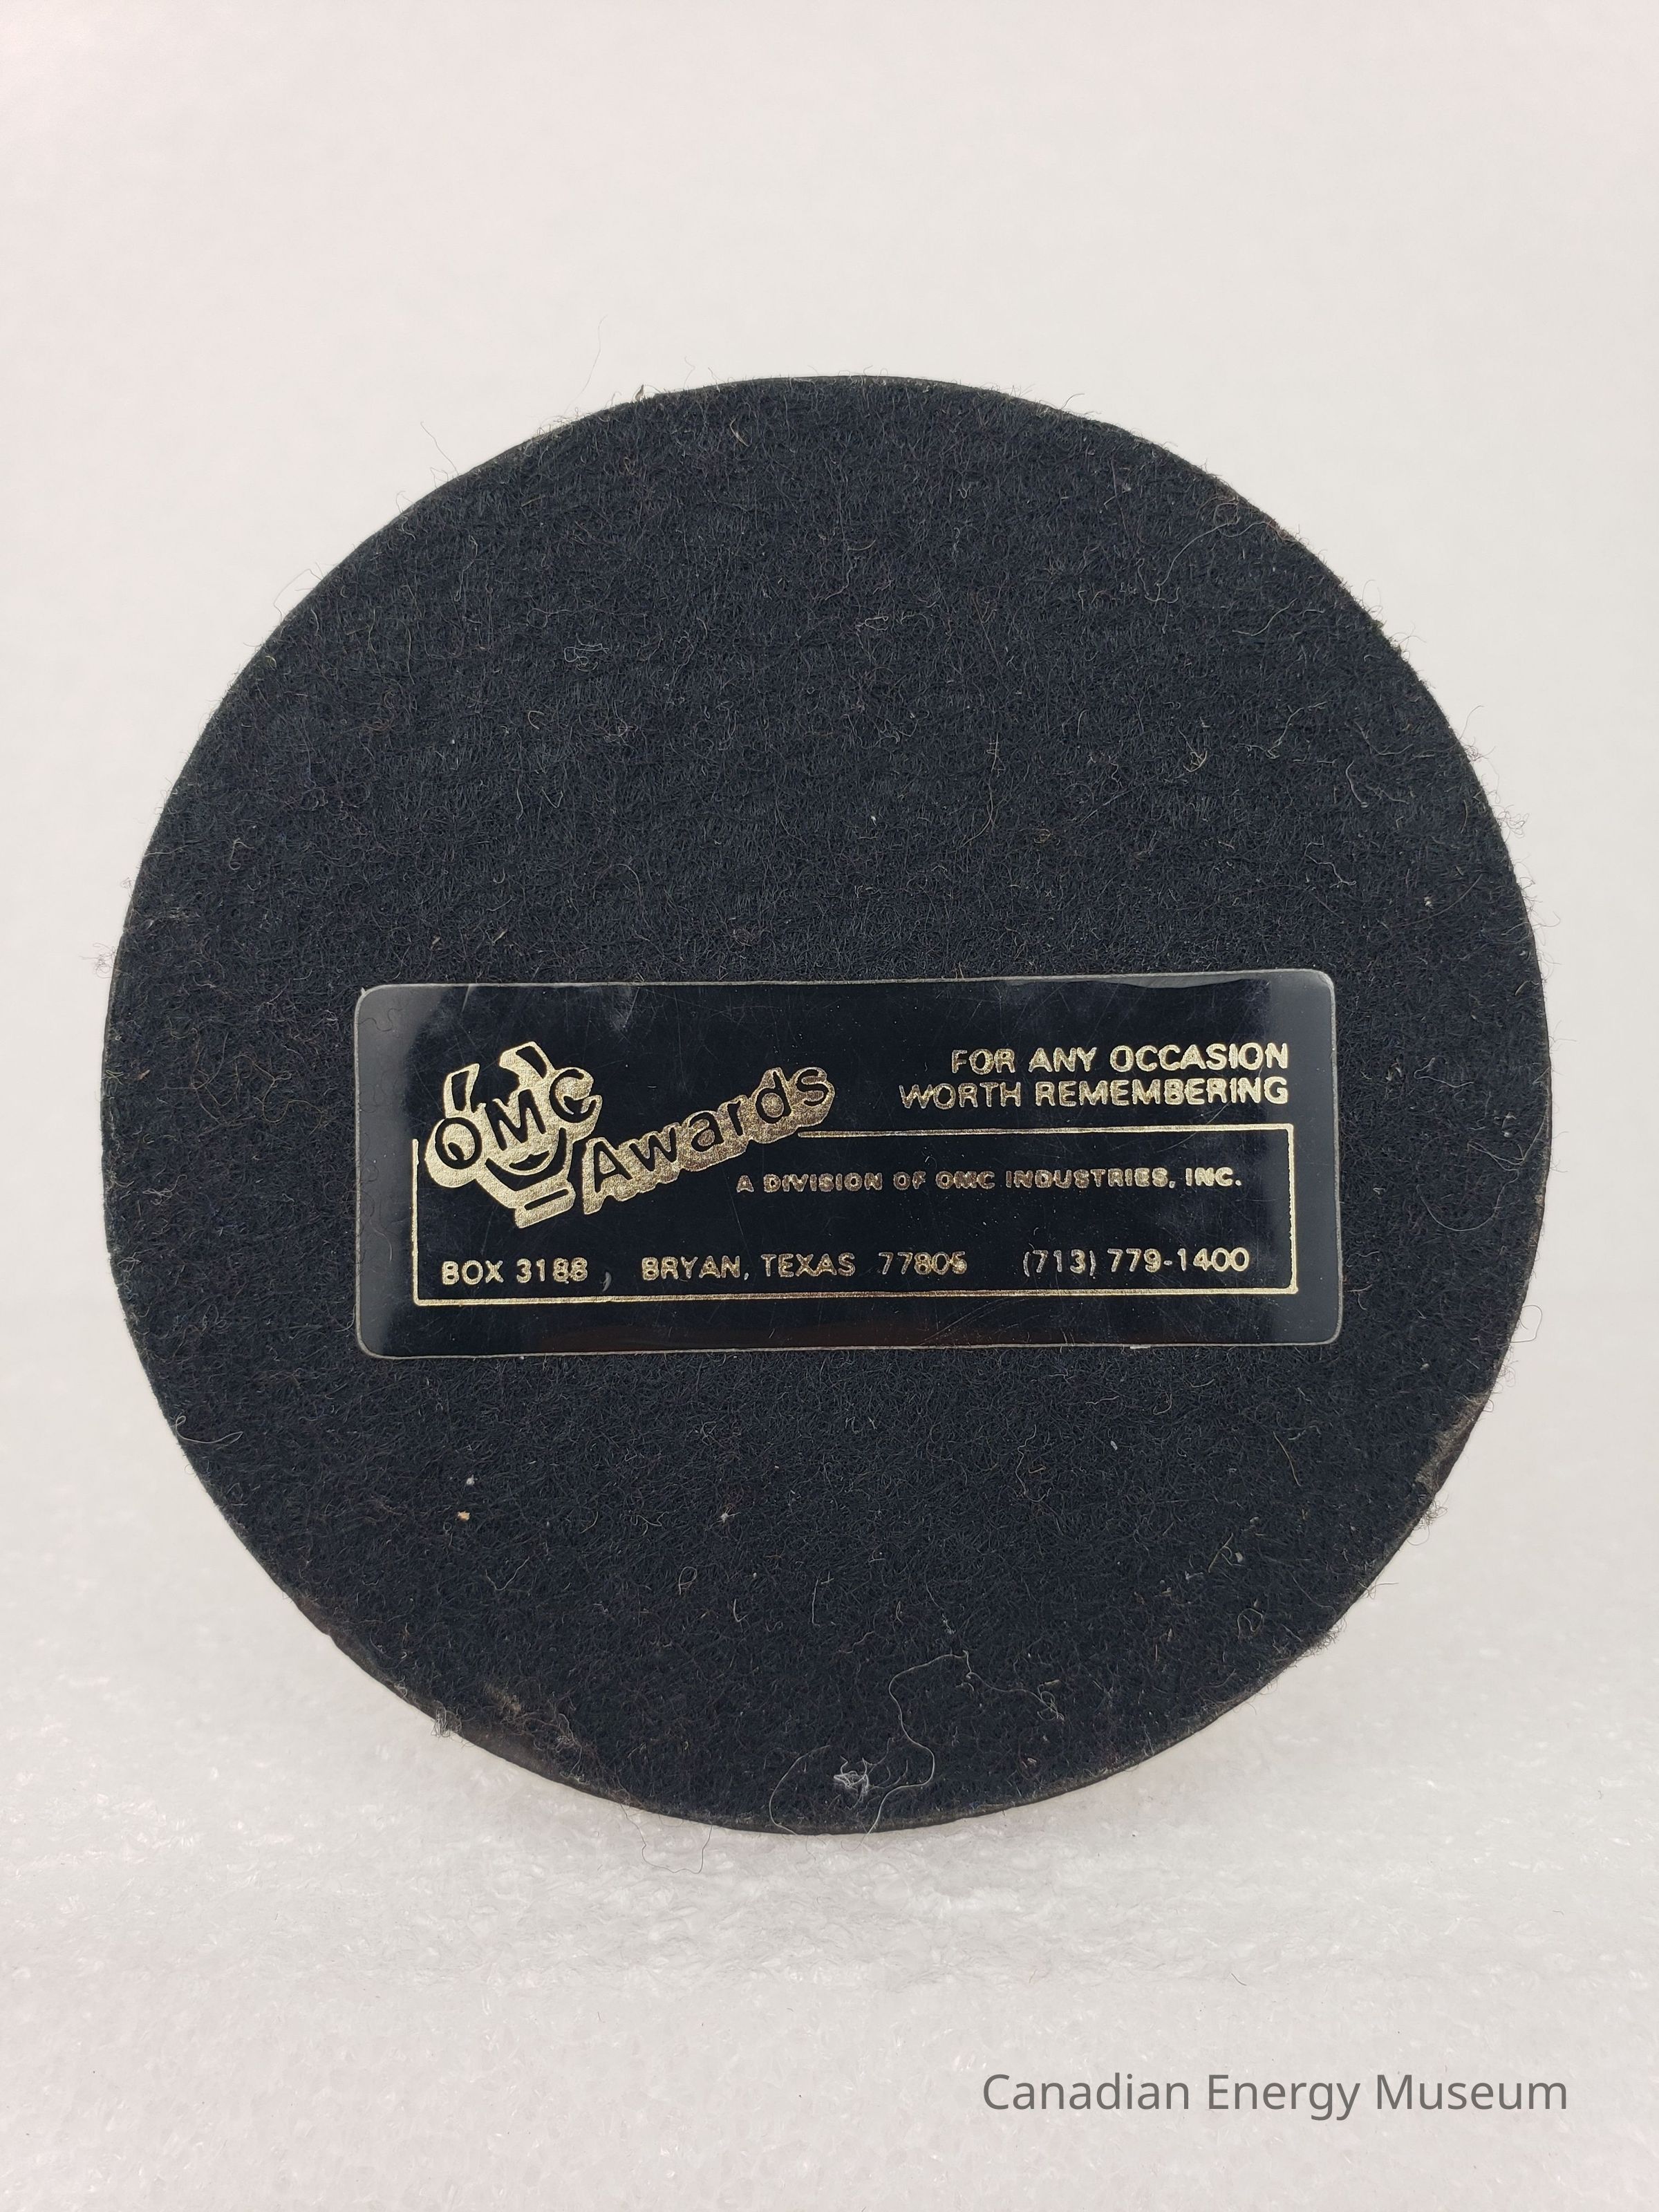 OMC Awards
FOR ANY OCCASION
WORTH REMEMBERING
A DIVISION OF OMC INDUSTRIES, INC.
BOX 3188, BRYAN, TEXAS 77805 (713) 779-1400
Canadian Energy Museum